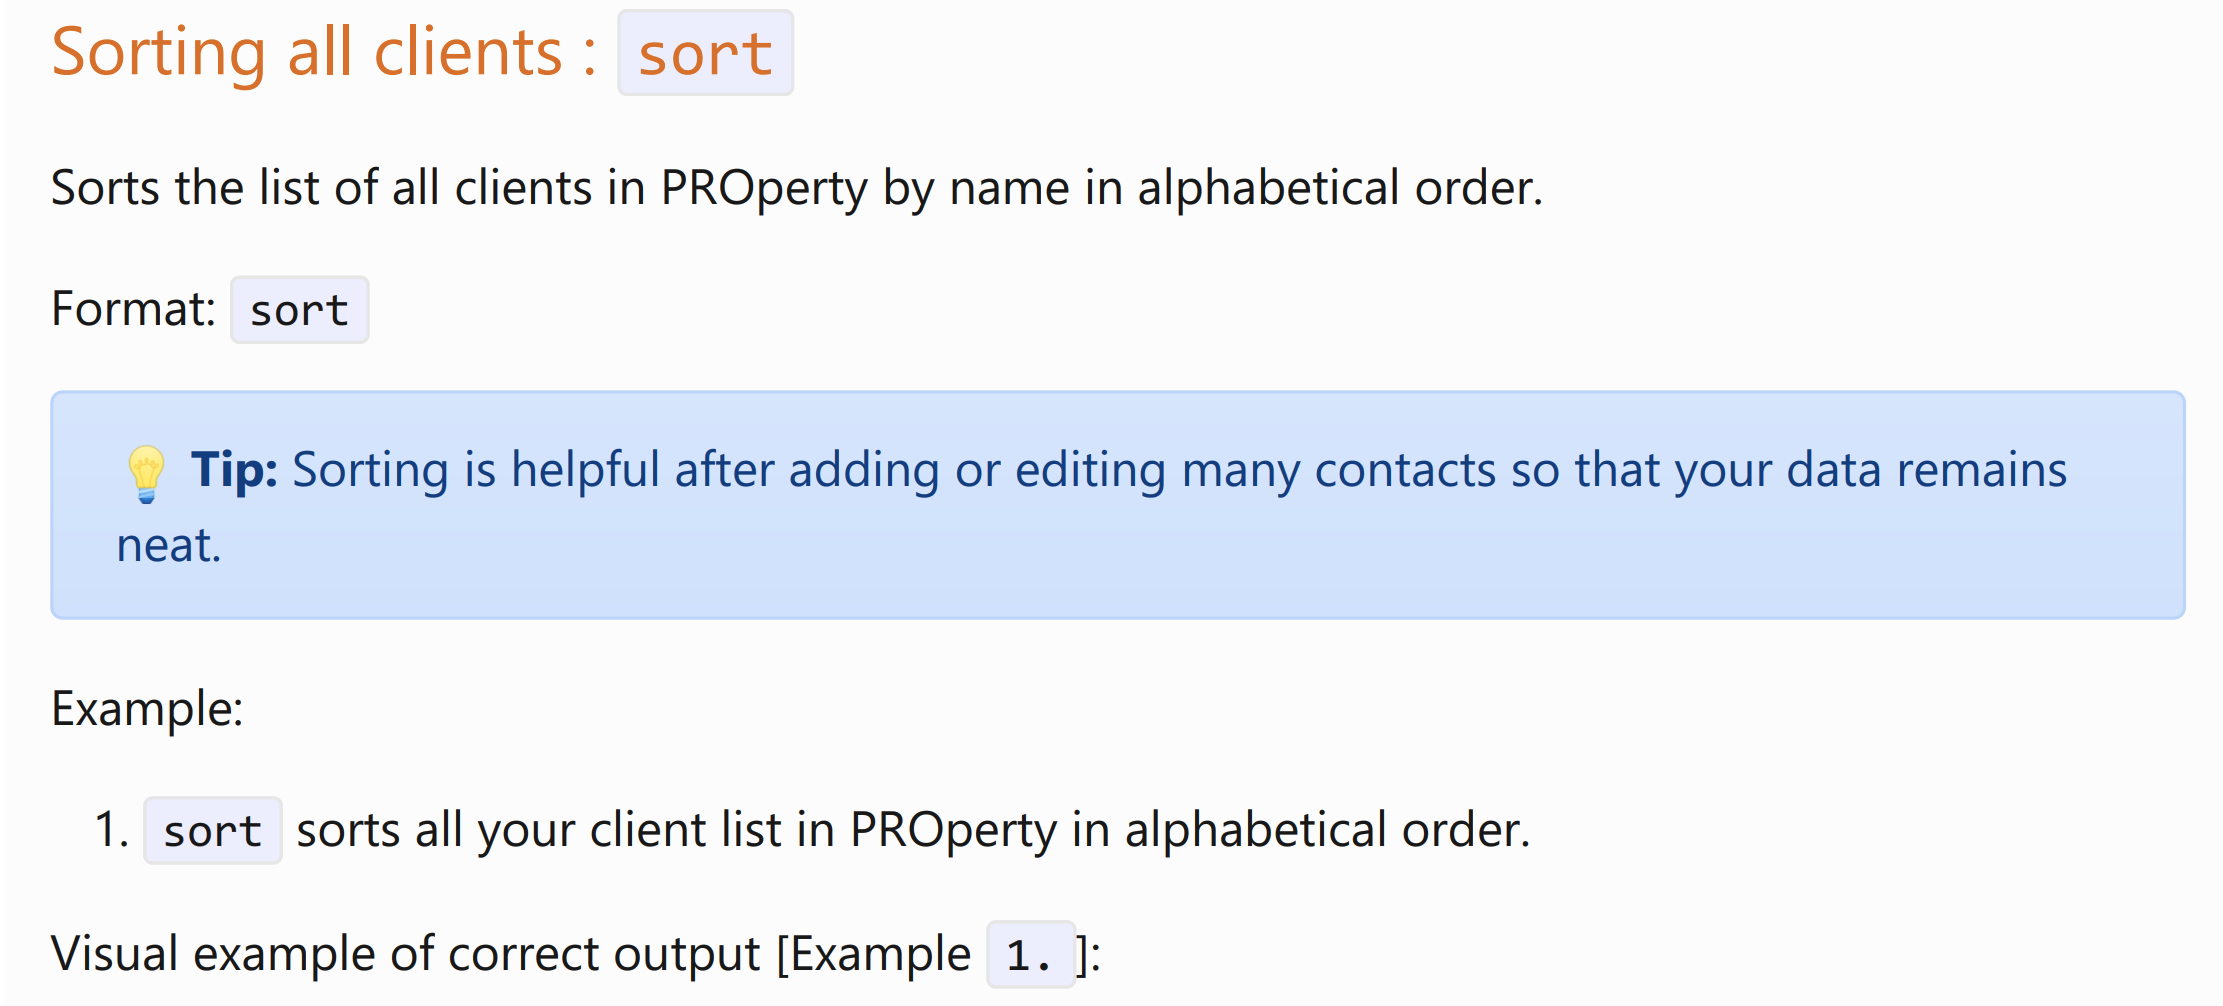 Sorting all clients : sort
Sorts the list of all clients in PROperty by name in alphabetical order.
Format: sort
💡 Tip: Sorting is helpful after adding or editing many contacts so that your data remains
neat.
Example:
1. sort sorts all your client list in PROperty in alphabetical order.
Visual example of correct output [Example 1. ]: